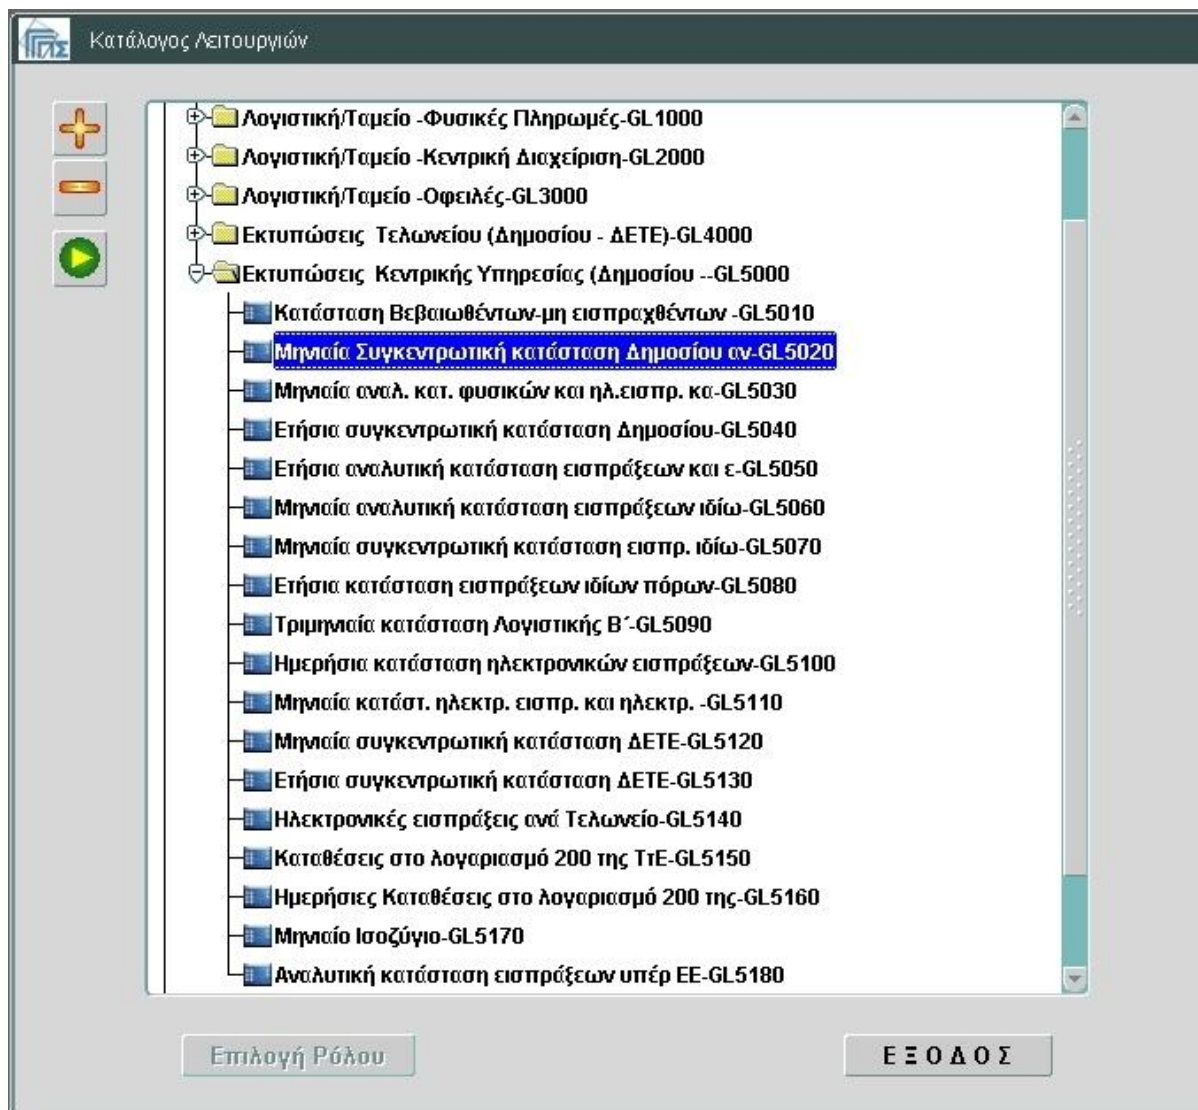 ΓΓΠΣ
Κατάλογος Λειτουργιών
Λογιστική/Ταμείο -Φυσικές Πληρωμές-GL1000
Λογιστική/Ταμείο -Κεντρική Διαχείριση-GL2000
Λογιστική/Ταμείο -Οφειλές-GL3000
Εκτυπώσεις Τελωνείου (Δημοσίου - ΔΕΤΕ)-GL4000
Εκτυπώσεις Κεντρικής Υπηρεσίας (Δημοσίου --GL5000
Κατάσταση Βεβαιωθέντων-μη εισπραχθέντων -GL5010
Μηνιαία Συγκεντρωτική κατάσταση Δημοσίου αν-GL5020
Μηνιαία αναλ. κατ. φυσικών και ηλ.εισπρ. κα-GL5030
Ετήσια συγκεντρωτική κατάσταση Δημοσίου-GL5040
Ετήσια αναλυτική κατάσταση εισπράξεων και ε-GL5050
Μηνιαία αναλυτική κατάσταση εισπράξεων ιδίω-GL5060
Μηνιαία συγκεντρωτική κατάσταση εισπρ. ιδίω-GL5070
Ετήσια κατάσταση εισπράξεων ιδίων πόρων-GL5080
Τριμηνιαία κατάσταση Λογιστικής Β΄-GL5090
Ημερήσια κατάσταση ηλεκτρονικών εισπράξεων-GL5100
Μηνιαία κατάστ. ηλεκτρ. εισπρ. και ηλεκτρ. -GL5110
Μηνιαία συγκεντρωτική κατάσταση ΔΕΤΕ-GL5120
Ετήσια συγκεντρωτική κατάσταση ΔΕΤΕ-GL5130
Ηλεκτρονικές εισπράξεις ανά Τελωνείο-GL5140
Καταθέσεις στο λογαριασμό 200 της ΤτΕ-GL5150
Ημερήσιες Καταθέσεις στο λογαριασμό 200 της-GL5160
Μηνιαίο Ισοζύγιο-GL5170
Αναλυτική κατάσταση εισπράξεων υπέρ ΕΕ-GL5180
Επιλογή Ρόλου
ΕΞΟΔΟΣ